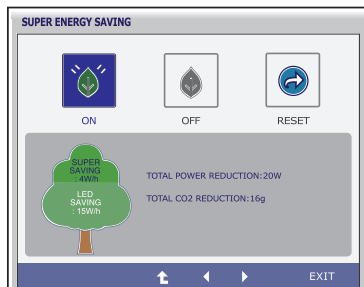 SUPER ENERGY SAVING
ON
OFF
RESET
SUPER
SAVING
: 4W/h
LED
SAVING
: 15W/h
TOTAL POWER REDUCTION:20W
TOTAL CO2 REDUCTION:16g
EXIT